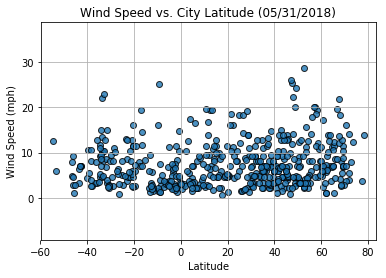 Wind Speed vs. City Latitude (05/31/2018)
30
20
10
0
Wind Speed (mph)
−60 −40 −20 0 20 40 60 80
Latitude